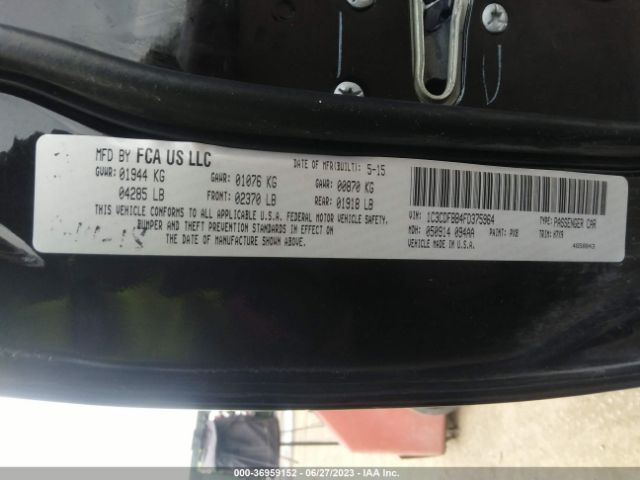 MFD BY FCA US LLC
DATE OF MFR(BUILT): 5-15
GVWR: 01944 KG GAWR: 01076 KG GAWR: 00870 KG
04285 LB FRONT: 02370 LB REAR: 01918 LB
THIS VEHICLE CONFORMS TO ALL APPLICABLE U.S.A. FEDERAL MOTOR VEHICLE SAFETY,
BUMPER AND THEFT PREVENTION STANDARDS IN EFFECT ON
THE DATE OF MANUFACTURE SHOWN ABOVE.
VIN: 1C3CDFBB4FD375964 TYPE: PASSENGER CAR
MDH: 050914 094AA PAINT: PX8 TRIM: H7X9
VEHICLE MADE IN U.S.A.
000-36959152 - 06/27/2023 - IAA Inc.